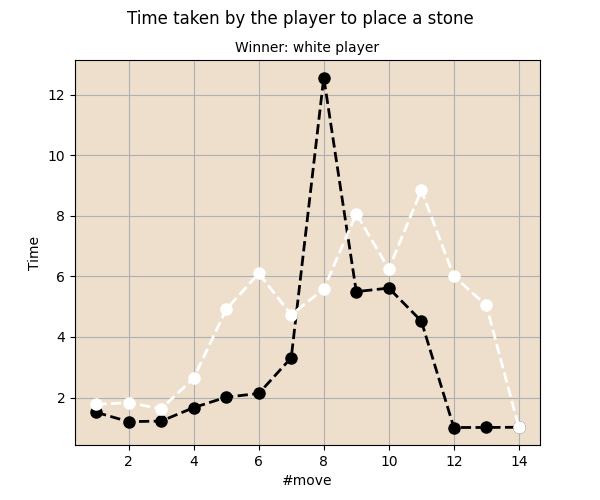 Time taken by the player to place a stone
Winner: white player
12
10
8
6
4
2
Time
2 4 6 8 10 12 14
#move